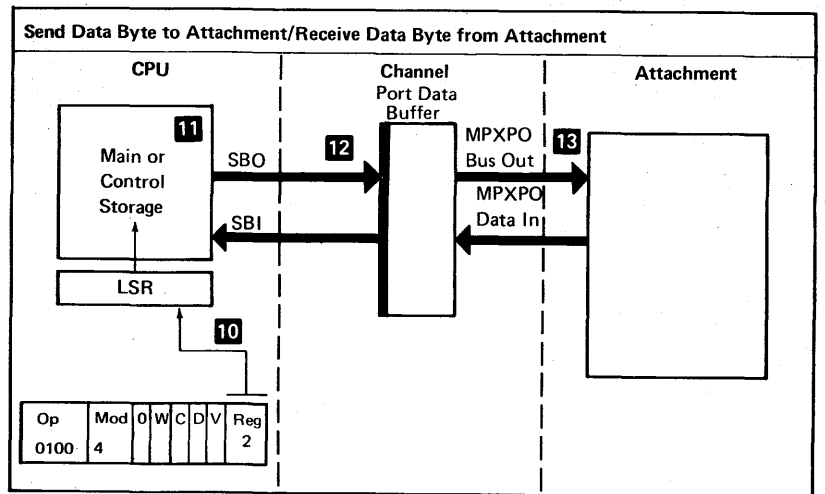 Send Data Byte to Attachment/Receive Data Byte from Attachment
CPU
Channel
Attachment
Port Data
Buffer
11
Main or
Control
Storage
SBO
12
MPXPO
Bus Out
13
SBI
MPXPO
Data In
LSR
10
Op
Mod
0
W
C
D
V
Reg
0100
4
2